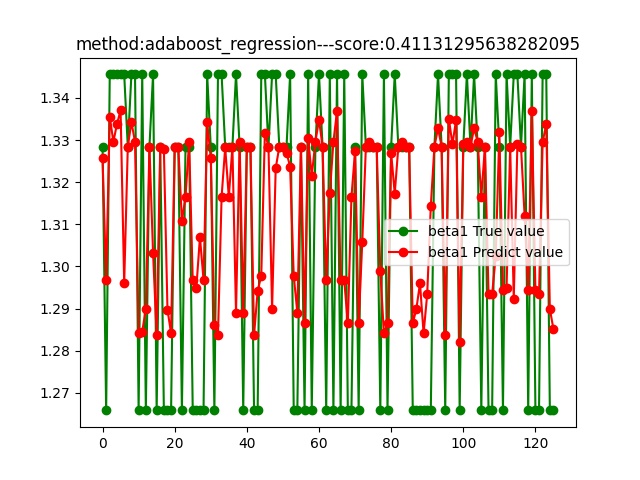 method:adaboost_regression---score:0.41131295638282095
1.34
1.33
1.32
1.31
1.30
1.29
1.28
1.27
beta1 True value
beta1 Predict value
0 20 40 60 80 100 120